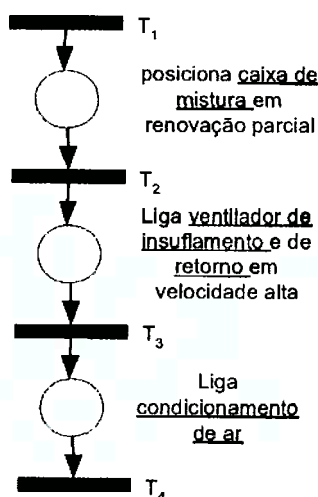 T1
posiciona caixa de
mistura em
renovação parcial
T2
Liga ventilador de
insuflamento e de
retorno em
velocidade alta
T3
Liga
condicionamento
de ar
T4